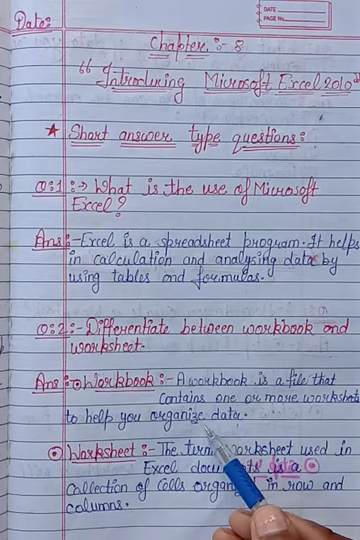 Date:
DATE
PAGE No.
Chapter :- 8
"Introducing Microsoft Excel 2010"
★ Short answer type questions:
Q:1 :→ What is the use of Microsoft
Excel?
Ans:- Excel is a spreadsheet program. It helps
in calculation and analysing data by
using tables and formulas.
Q:2:- Differentiate between workbook and
worksheet.
Ans:- Workbook:- A workbook is a file that
contains one or more worksheets
to help you organize data.
Worksheet :- The term worksheet used in
Excel documents is a
collection of cells in row and
columns.